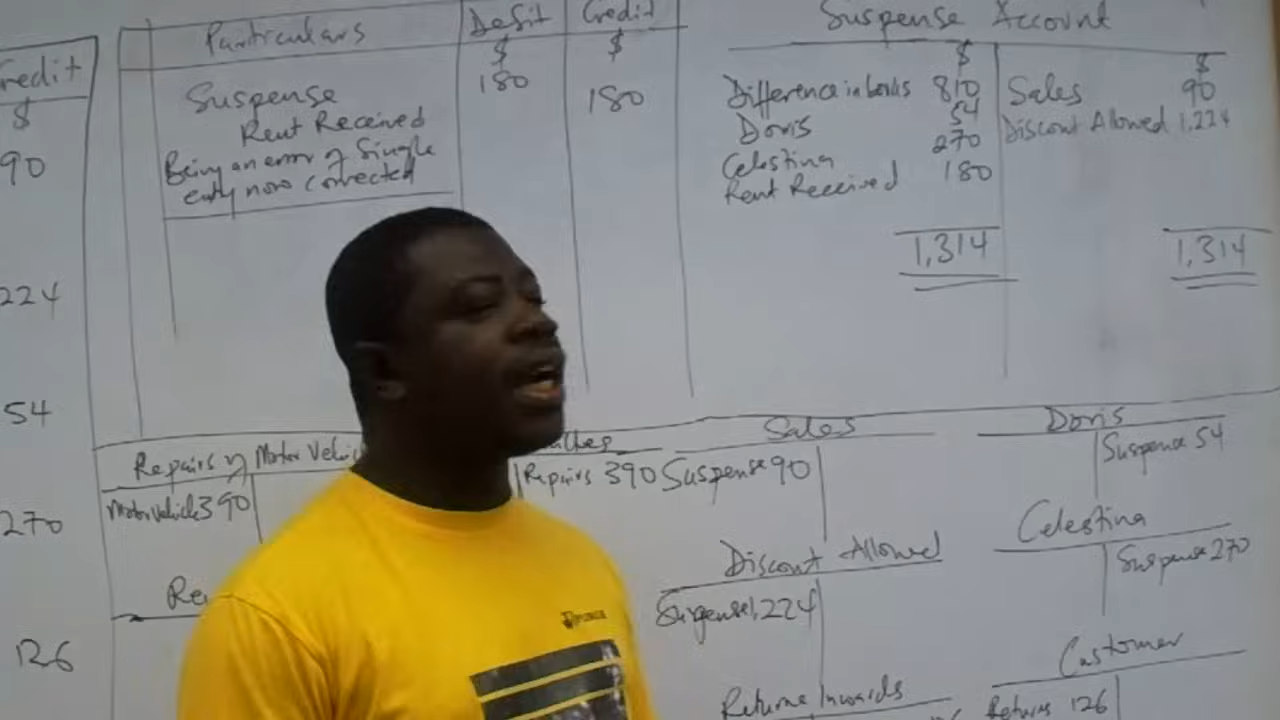 Credit
$
90
224
54
270
126
Particulars
Debit
Credit
$
$
Suspense
180
Rent Received
180
Being an error of Single
entry now corrected
Suspense Account
$
$
Difference in books 810
Sales 90
Doris 54
Discount Allowed 1,224
Celestina 270
Rent Received 180
1,314
1,314
Repairs of Motor Vehicle
Motor Vehicle 390
Repairs 390
Sales
Suspense 90
Doris
Suspense 54
Celestina
Suspense 270
Discount Allowed
Suspense 1,224
Returns Inwards
Customer
Returns 126